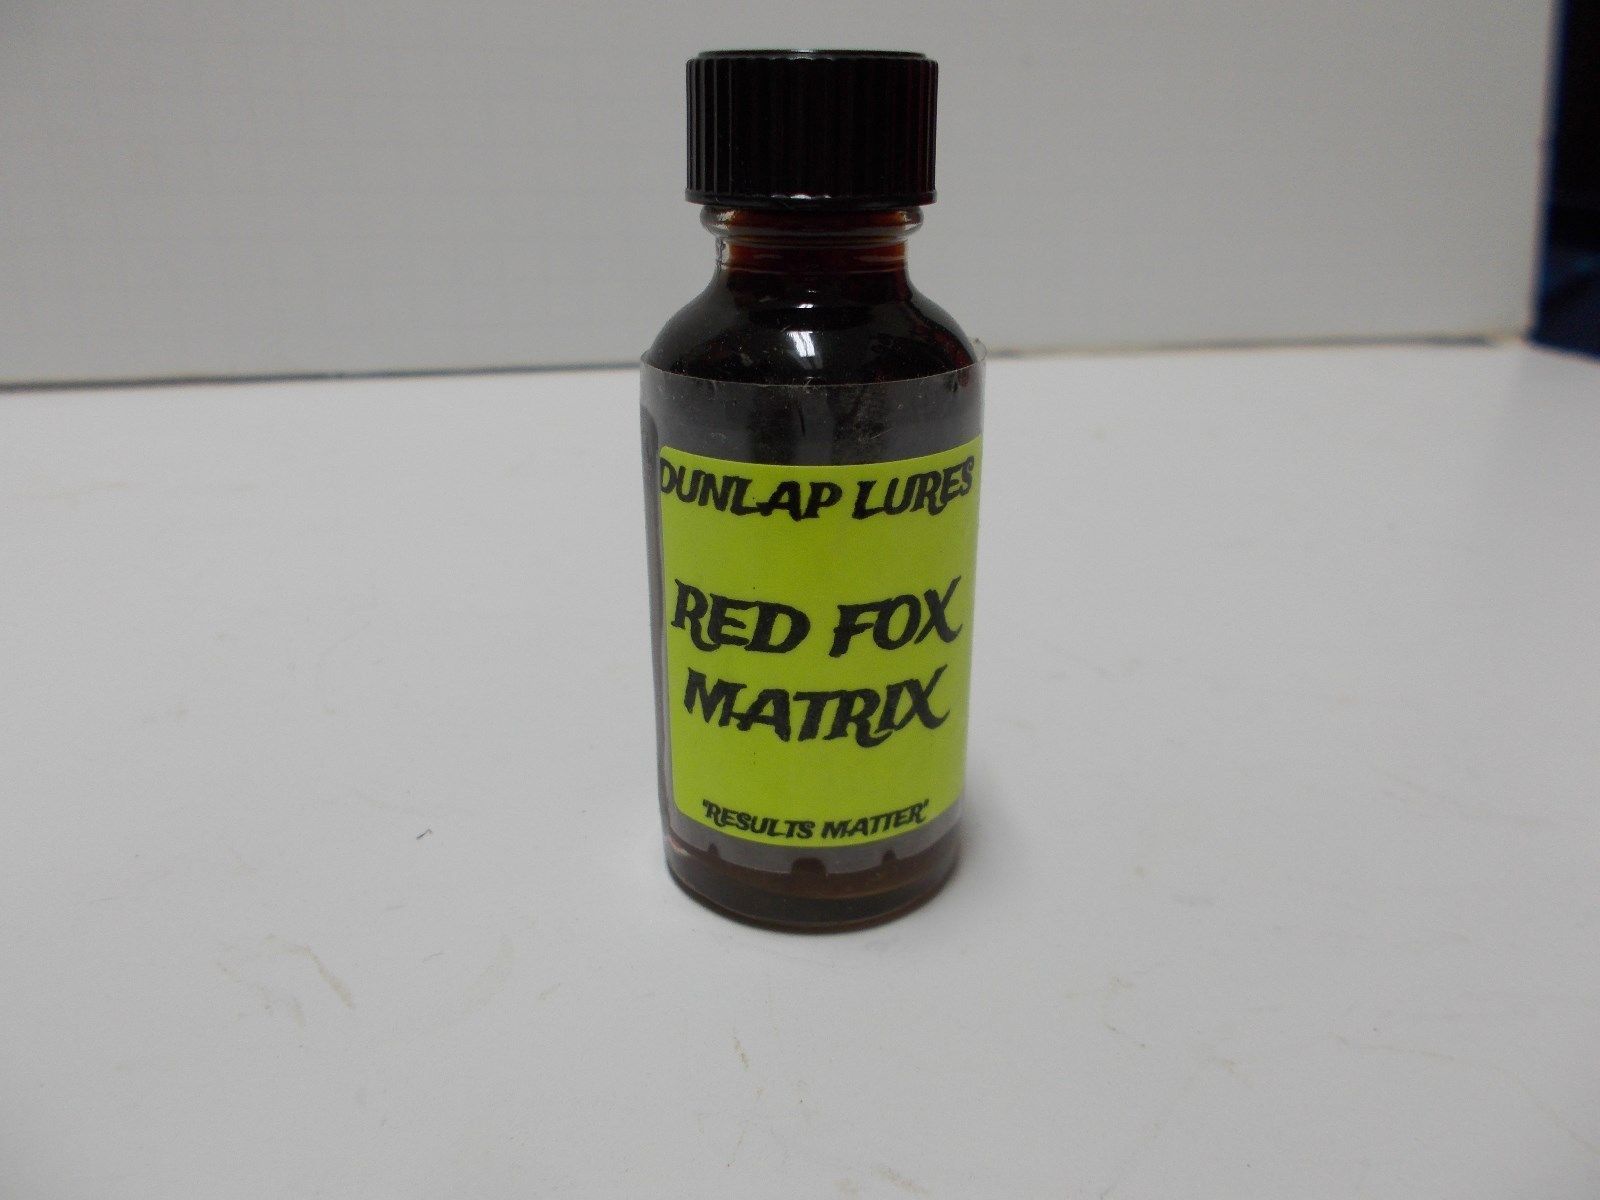 DUNLAP LURES
RED FOX
MATRIX
"RESULTS MATTER"